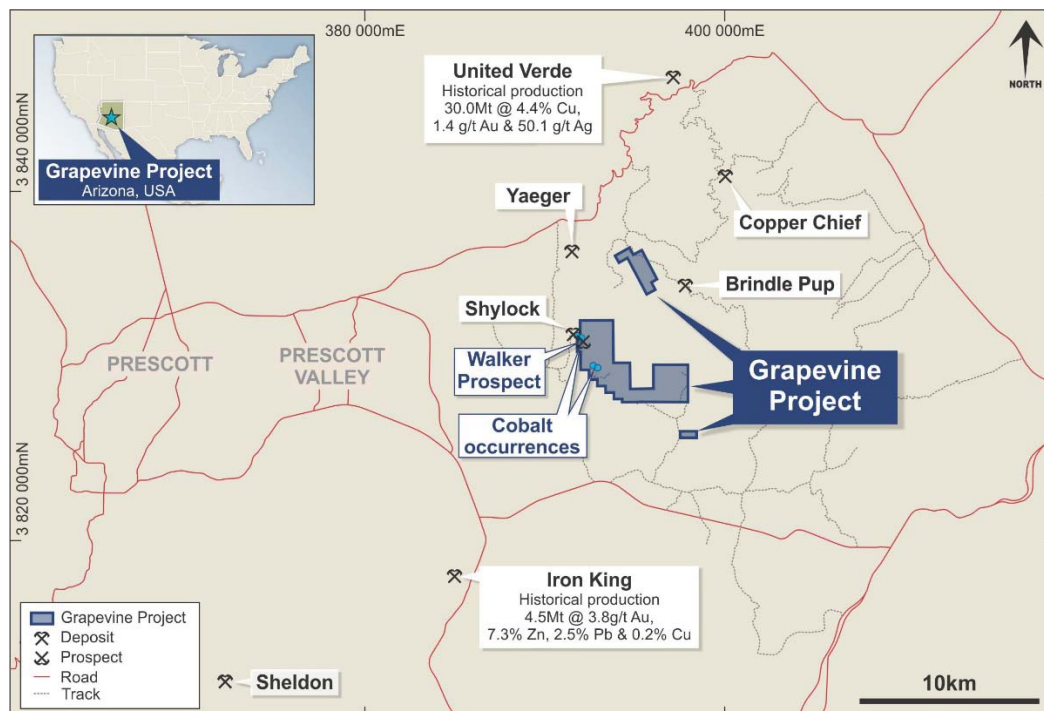 380 000mE
400 000mE
NORTH
3 840 000mN
3 820 000mN
Grapevine Project
Arizona, USA
United Verde
Historical production
30.0Mt @ 4.4% Cu,
1.4 g/t Au & 50.1 g/t Ag
Yaeger
Copper Chief
Brindle Pup
Shylock
Walker
Prospect
Cobalt
occurrences
Grapevine
Project
PRESCOTT
PRESCOTT
VALLEY
Iron King
Historical production
4.5Mt @ 3.8g/t Au,
7.3% Zn, 2.5% Pb & 0.2% Cu
Sheldon
Grapevine Project
Deposit
Prospect
Road
Track
10km